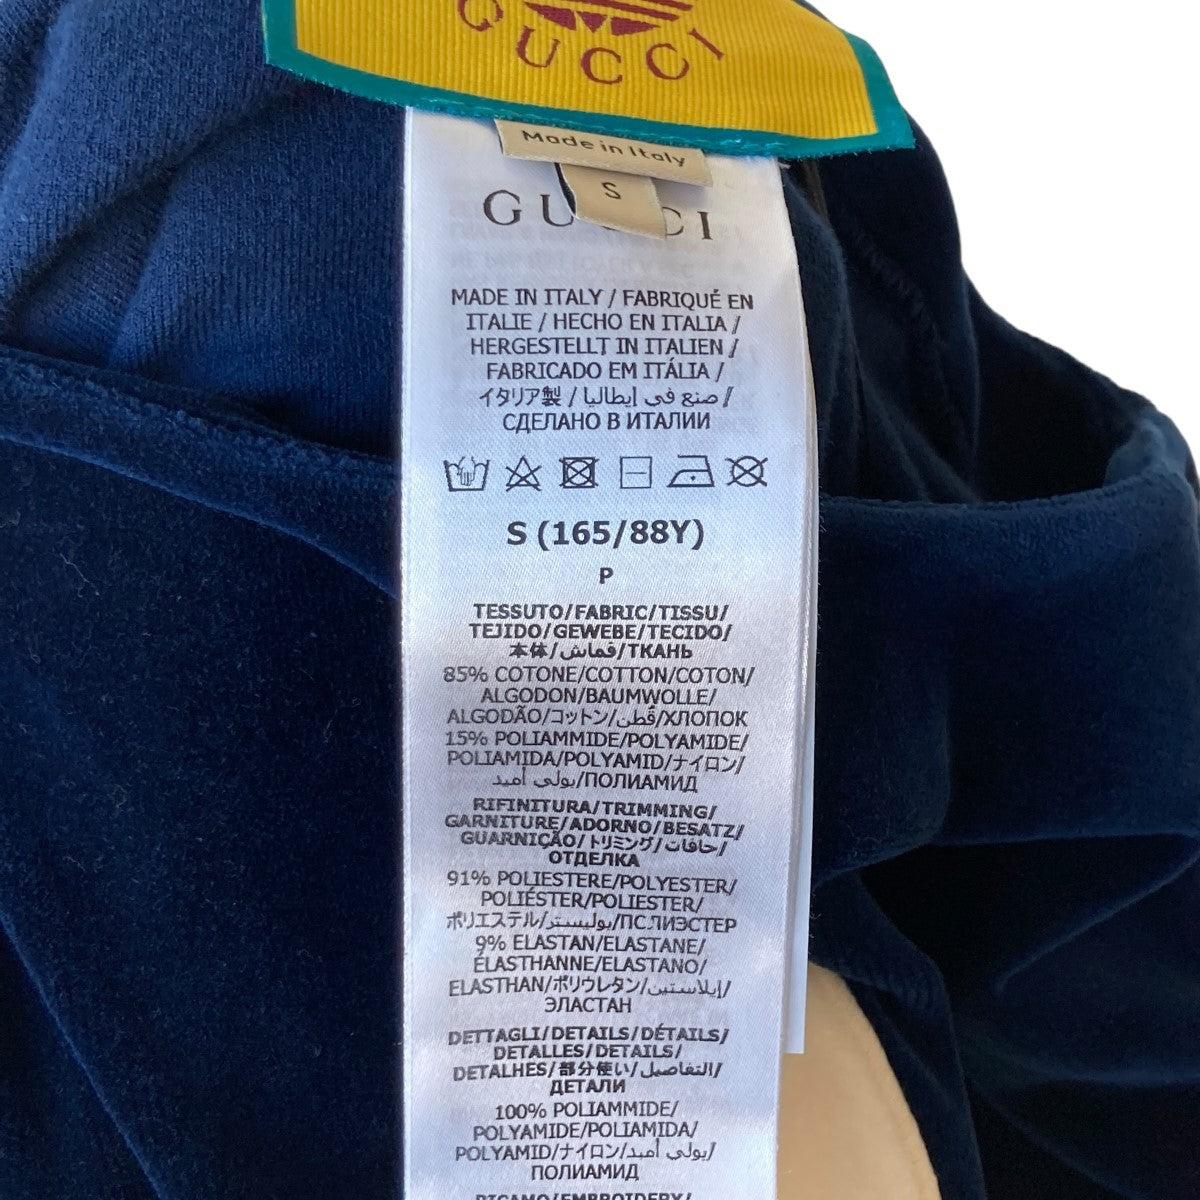 GUCCI
Made in Italy
S
GUCCI
MADE IN ITALY / FABRIQUÉ EN
ITALIE / HECHO EN ITALIA /
HERGESTELLT IN ITALIEN /
FABRICADO EM ITÁLIA /
イタリア製 / صنع في إيطاليا /
СДЕЛАНО В ИТАЛИИ
S (165/88Y)
P
TESSUTO/FABRIC/TISSU/
TEJIDO/GEWEBE/TECIDO/
本体/قماش/ТКАНЬ
85% COTONE/COTTON/COTON/
ALGODON/BAUMWOLLE/
ALGODÃO/コットン/قطن/ХЛОПОК
15% POLIAMMIDE/POLYAMIDE/
POLIAMIDA/POLYAMID/ナイロン/
بولي أميد/ПОЛИАМИД
RIFINITURA/TRIMMING/
GARNITURE/ADORNO/BESATZ/
GUARNIÇÃO/トリミング/حافات/
ОТДЕЛКА
91% POLIESTERE/POLYESTER/
POLIÉSTER/POLIESTER/
ポリエステル/بوليستر/ПОЛИЭСТЕР
9% ELASTAN/ELASTANE/
ÉLASTHANNE/ELASTANO/
ELASTHAN/ポリウレタン/إيلاستين/
ЭЛАСТАН
DETTAGLI/DETAILS/DÉTAILS/
DETALLES/DETAILS/
DETALHES/部分使い/التفاصيل/
ДЕТАЛИ
100% POLIAMMIDE/
POLYAMIDE/POLIAMIDA/
POLYAMID/ナイロン/بولي أميد/
ПОЛИАМИД
RICAMO/EMBROIDERY/